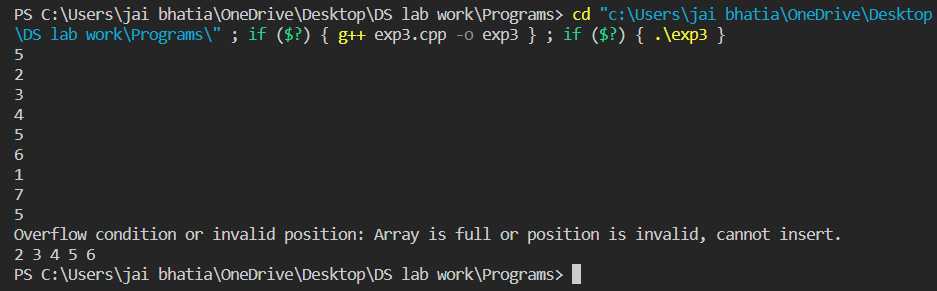 PS C:\Users\jai bhatia\OneDrive\Desktop\DS lab work\Programs> cd "c:\Users\jai bhatia\OneDrive\Desktop
\DS lab work\Programs\" ; if ($?) { g++ exp3.cpp -o exp3 } ; if ($?) { .\exp3 }
5
2
3
4
5
6
1
7
5
Overflow condition or invalid position: Array is full or position is invalid, cannot insert.
2 3 4 5 6
PS C:\Users\jai bhatia\OneDrive\Desktop\DS lab work\Programs>